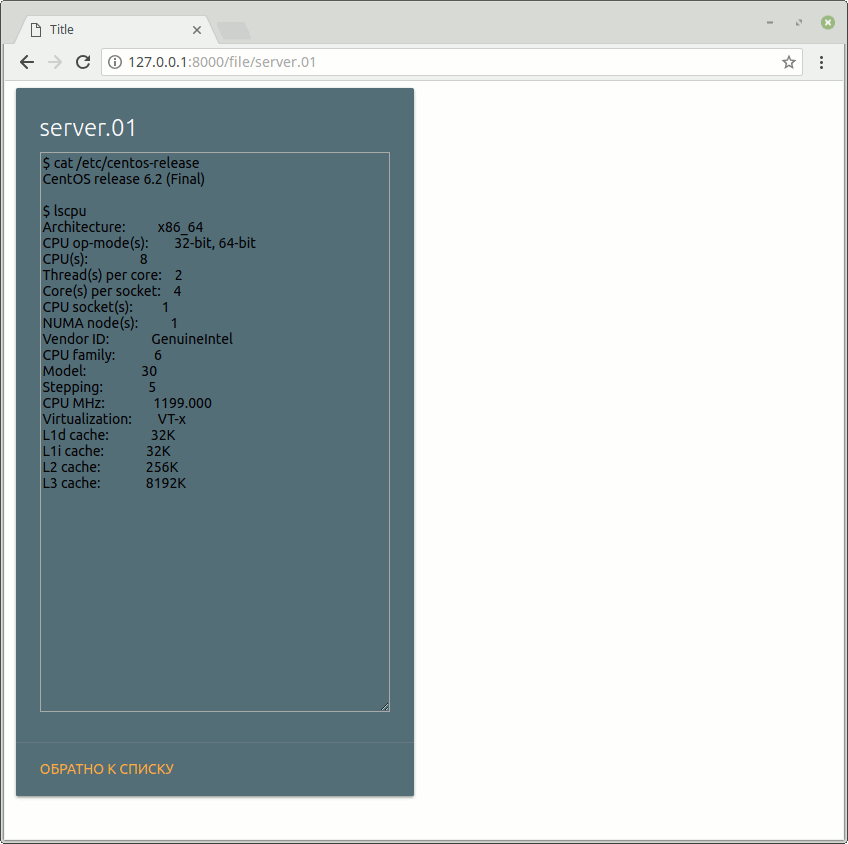 Title
127.0.0.1:8000/file/server.01
server.01
$ cat /etc/centos-release
CentOS release 6.2 (Final)
$ lscpu
Architecture: x86_64
CPU op-mode(s): 32-bit, 64-bit
CPU(s): 8
Thread(s) per core: 2
Core(s) per socket: 4
CPU socket(s): 1
NUMA node(s): 1
Vendor ID: GenuineIntel
CPU family: 6
Model: 30
Stepping: 5
CPU MHz: 1199.000
Virtualization: VT-x
L1d cache: 32K
L1i cache: 32K
L2 cache: 256K
L3 cache: 8192K
ОБРАТНО К СПИСКУ